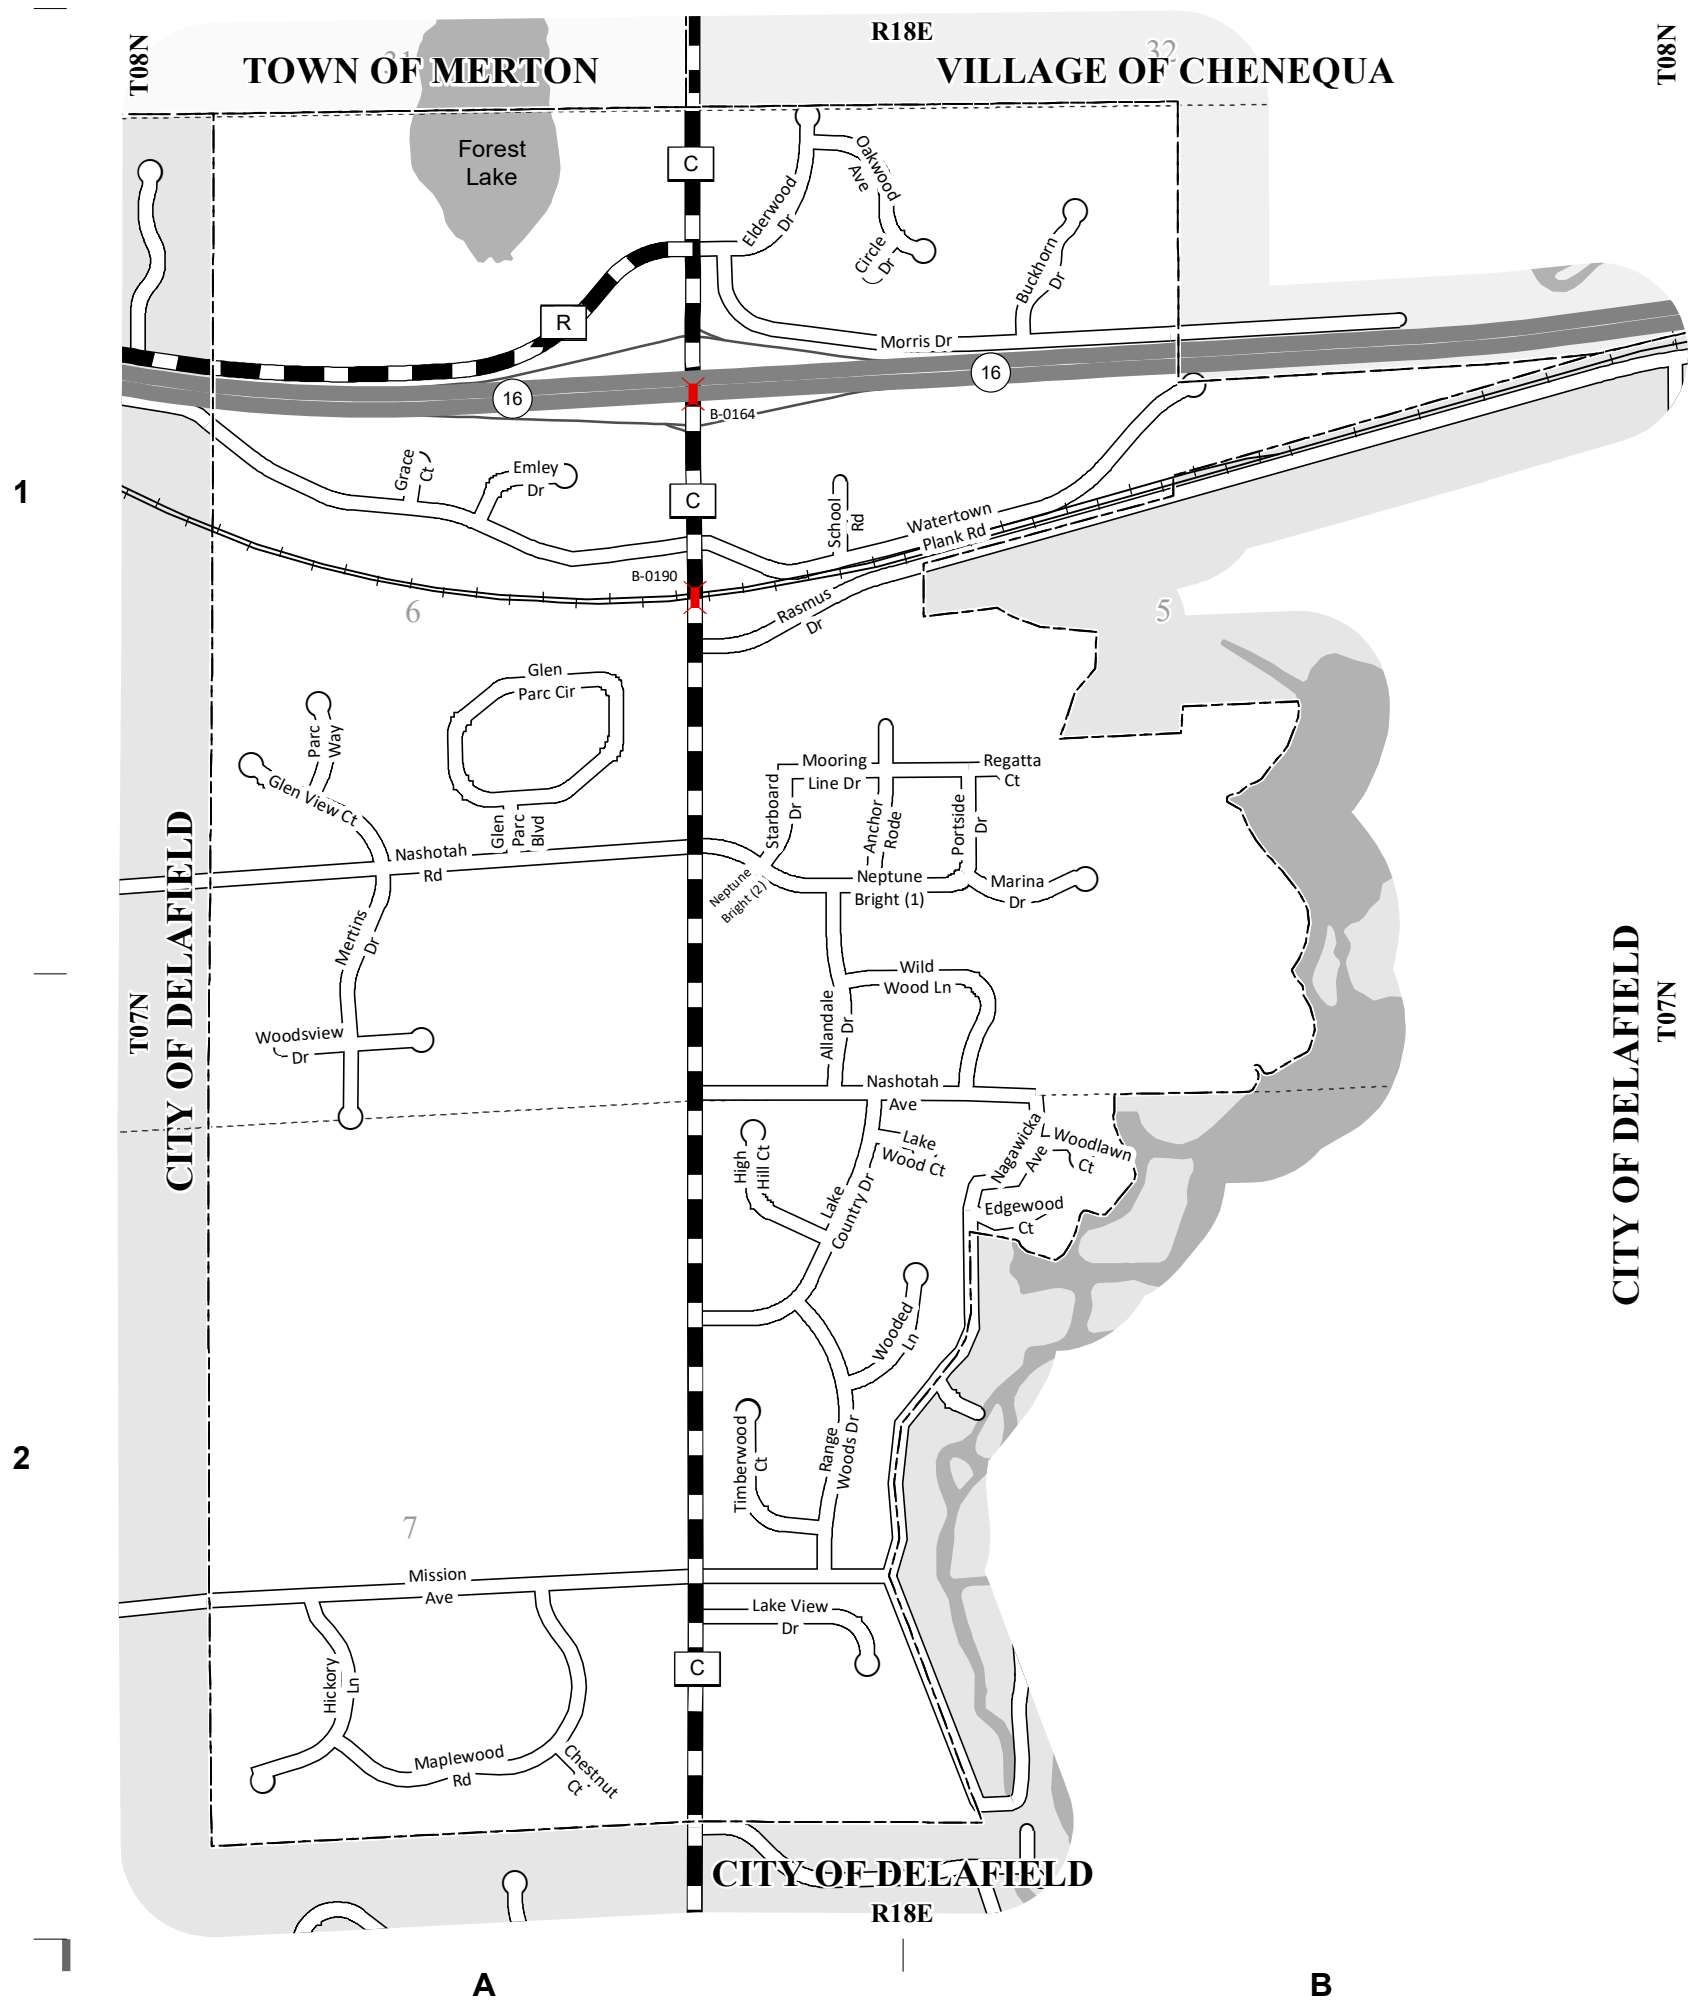 R18E
T08N
T08N
31
32
TOWN OF MERTON
VILLAGE OF CHENEQUA
Forest
Lake
C
Oakwood
Ave
Elderwood
Dr
Circle
Dr
Buckhorn
Dr
R
Morris Dr
16
16
B-0164
Grace
Ct
Emley
Dr
1
C
School
Rd
Watertown
Plank Rd
B-0190
Rasmus
Dr
6
5
Glen
Parc Cir
Parc
Way
Glen View Ct
Glen
Parc
Blvd
Mooring
Line Dr
Regatta
Ct
Starboard
Dr
Anchor
Rode
Portside
Dr
Nashotah
Rd
Neptune
Bright (2)
Neptune
Bright (1)
Marina
Dr
CITY OF DELAFIELD
T07N
Mertins
Dr
Wild
Wood Ln
Allandale
Dr
Woodsview
Dr
CITY OF DELAFIELD
T07N
Nashotah
Ave
High
Hill Ct
Lake
Wood Ct
Nagawicka
Ave
Woodlawn
Ct
Lake
Country Dr
Edgewood
Ct
Wooded
Ln
Timberwood
Ct
Range
Woods Dr
2
7
Mission
Ave
Lake View
Dr
Hickory
Ln
C
Maplewood
Rd
Chestnut
Ct
CITY OF DELAFIELD
R18E
A
B